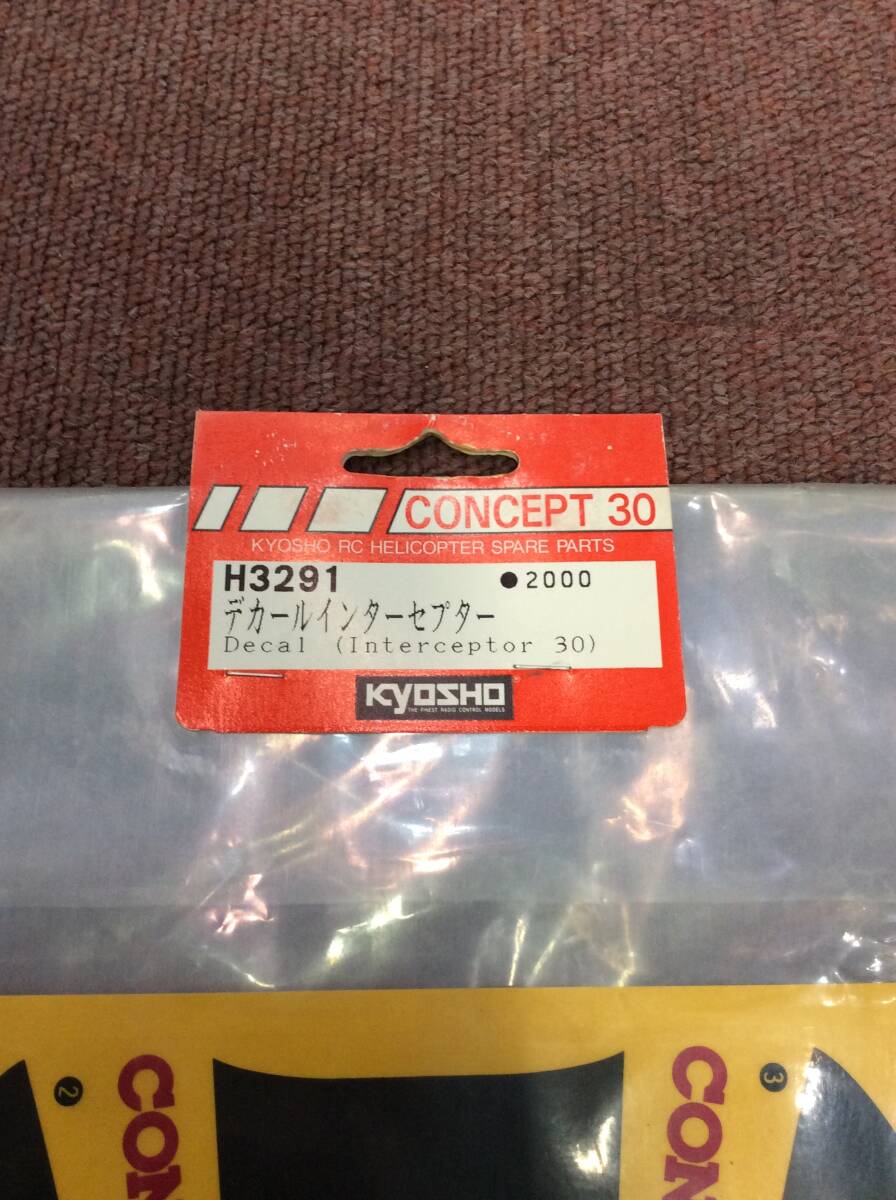 CONCEPT 30
KYOSHO RC HELICOPTER SPARE PARTS
H3291 ●2000
デカールインターセプター
Decal (Interceptor 30)
KYOSHO
THE FINEST RADIO CONTROL MODELS
2
CON
CON
3